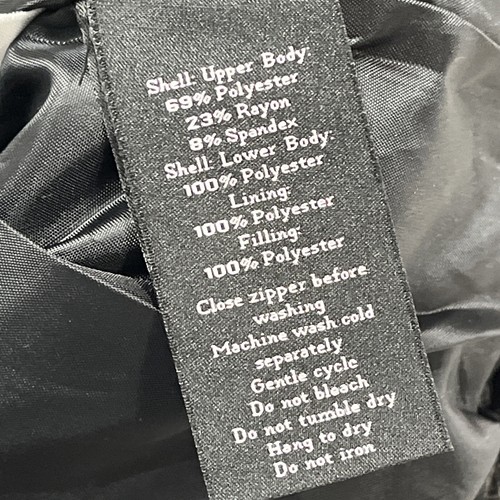 Shell: Upper Body:
69% Polyester
23% Rayon
8% Spandex
Shell: Lower Body:
100% Polyester
Lining:
100% Polyester
Filling:
100% Polyester
Close zipper before
washing
Machine wash cold
separately
Gentle cycle
Do not bleach
Do not tumble dry
Hang to dry
Do not iron